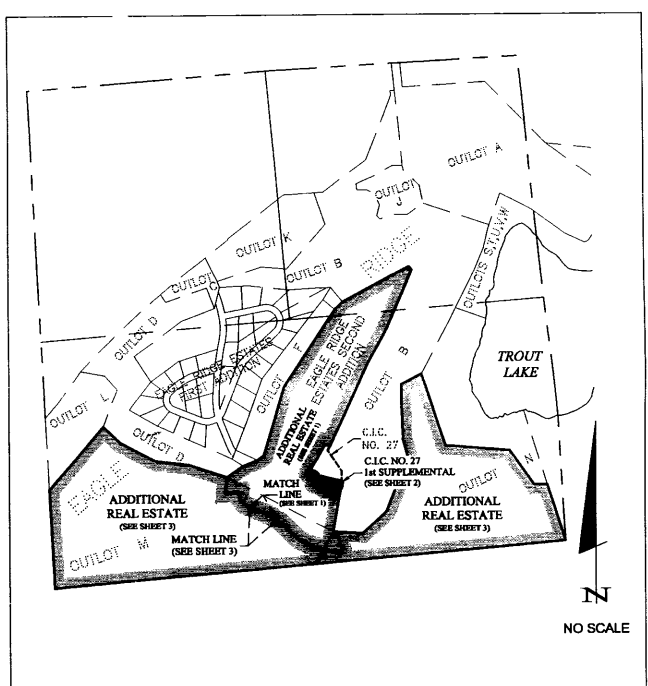 OUTLOT A
OUTLOT
J
OUTLOTS S,T,U,V,W
OUTLOT K
RIDGE
OUTLOT B
OUTLOT
C
OUTLOT D
EAGLE RIDGE ESTATES
FIRST ADDITION
OUTLOT F
EAGLE RIDGE
ESTATES SECOND
ADDITION
ADDITIONAL
REAL ESTATE
(SEE SHEET 1)
OUTLOT B
TROUT
LAKE
OUTLOT L
OUTLOT D
C.I.C.
NO. 27
C.I.C. NO. 27
1st SUPPLEMENTAL
(SEE SHEET 2)
EAGLE
ADDITIONAL
REAL ESTATE
(SEE SHEET 3)
MATCH
LINE
(SEE SHEET 1)
MATCH LINE
(SEE SHEET 3)
OUTLOT M
OUTLOT N
ADDITIONAL
REAL ESTATE
(SEE SHEET 3)
N
NO SCALE